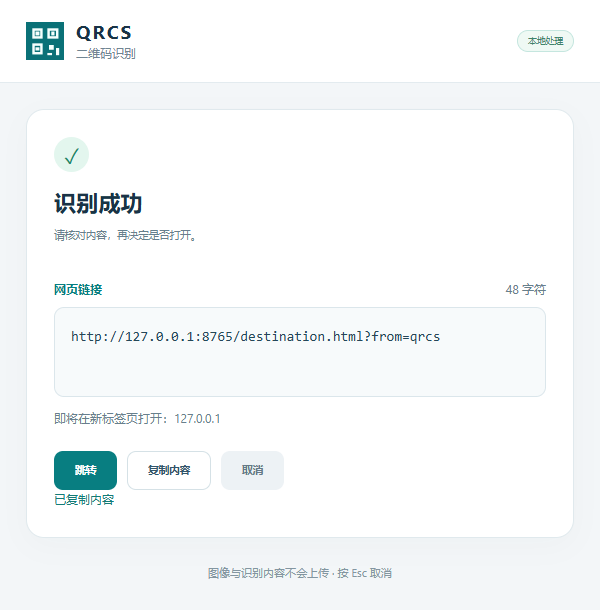 QRCS
二维码识别
本地处理
识别成功
请核对内容，再决定是否打开。
网页链接
48 字符
http://127.0.0.1:8765/destination.html?from=qrcs
即将在新标签页打开：127.0.0.1
跳转
复制内容
取消
已复制内容
图像与识别内容不会上传 · 按 Esc 取消